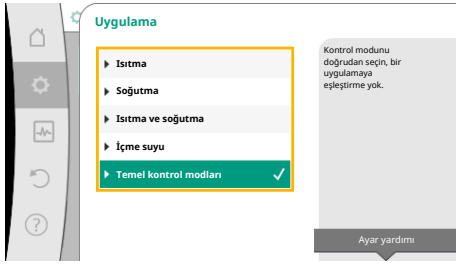 Uygulama
Isıtma
Soğutma
Isıtma ve soğutma
İçme suyu
Temel kontrol modları
Kontrol modunu
doğrudan seçin, bir
uygulamaya
eşleştirme yok.
Ayar yardımı